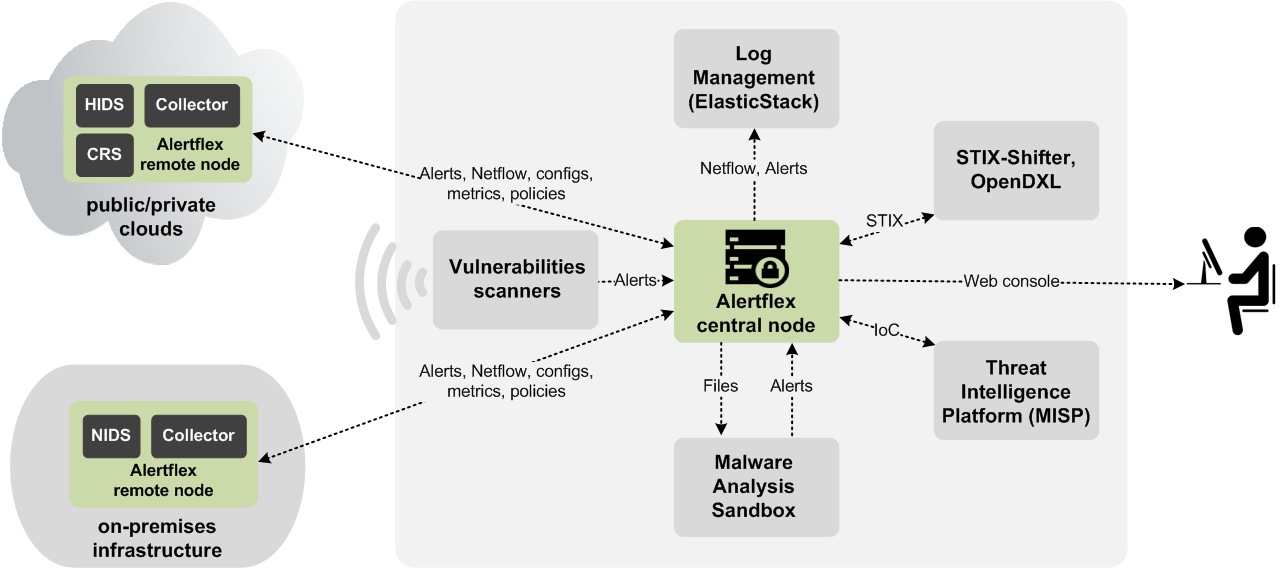 HIDS
Collector
CRS
Alertflex
remote node
public/private
clouds
Log
Management
(ElasticStack)
Netflow, Alerts
STIX-Shifter,
OpenDXL
STIX
Alerts, Netflow, configs,
metrics, policies
Vulnerabilities
scanners
Alerts
Alertflex
central node
Web console
IoC
Threat
Intelligence
Platform (MISP)
Alerts, Netflow, configs,
metrics, policies
Files
Alerts
NIDS
Collector
Alertflex
remote node
on-premises
infrastructure
Malware
Analysis
Sandbox